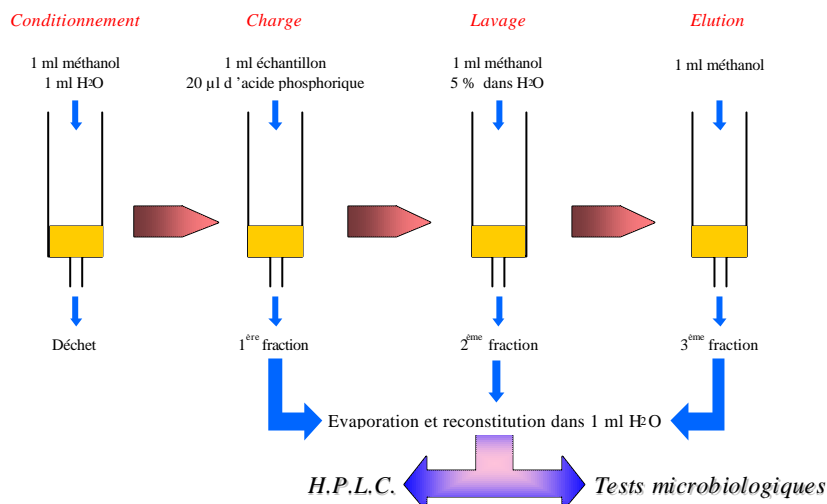 Conditionnement
Charge
Lavage
Elution
1 ml méthanol
1 ml H2O
1 ml échantillon
20 µl d 'acide phosphorique
1 ml méthanol
5 % dans H2O
1 ml méthanol
Déchet
1ère fraction
2ème fraction
3ème fraction
Evaporation et reconstitution dans 1 ml H2O
H.P.L.C.
Tests microbiologiques